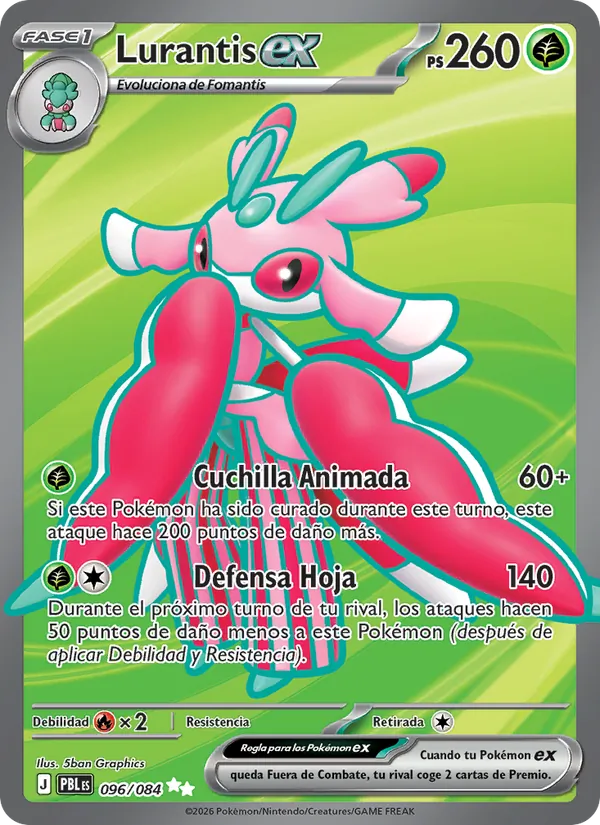 FASE 1
Lurantis ex
PS 260
Evoluciona de Fomantis
Cuchilla Animada 60+
Si este Pokémon ha sido curado durante este turno, este
ataque hace 200 puntos de daño más.
Defensa Hoja 140
Durante el próximo turno de tu rival, los ataques hacen
50 puntos de daño menos a este Pokémon (después de
aplicar Debilidad y Resistencia).
Debilidad ×2 Resistencia Retirada
Ilus. 5ban Graphics
Regla para los Pokémon ex
Cuando tu Pokémon ex
queda Fuera de Combate, tu rival coge 2 cartas de Premio.
J PBL ES 096/084
©2026 Pokémon/Nintendo/Creatures/GAME FREAK